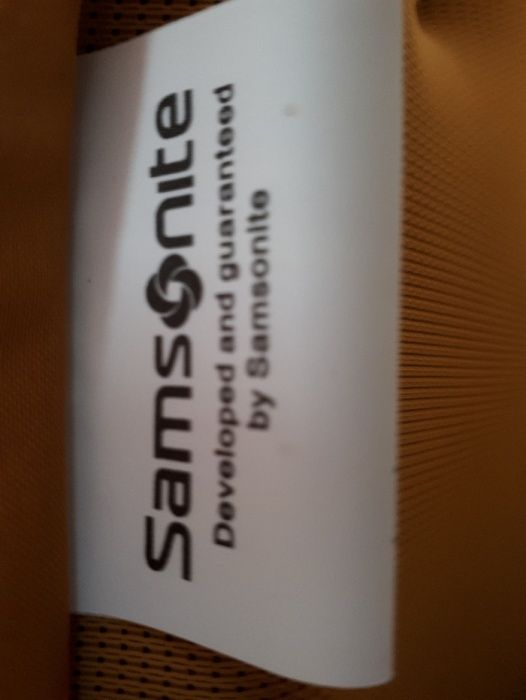 Samsonite
Developed and guaranteed
by Samsonite